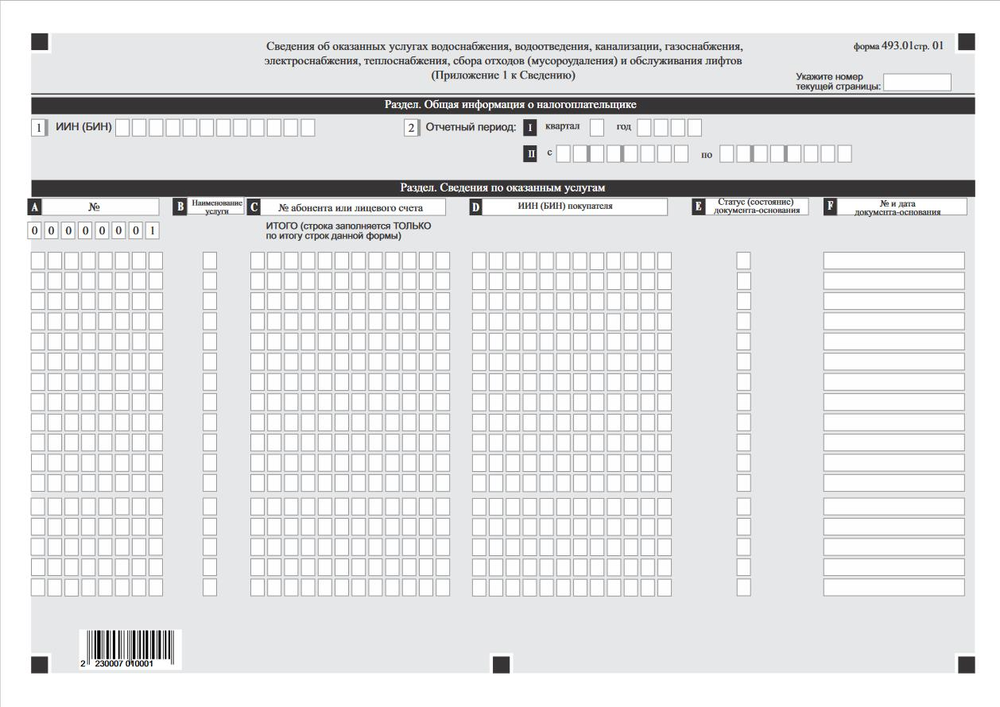 Сведения об оказанных услугах водоснабжения, водоотведения, канализации, газоснабжения,
электроснабжения, теплоснабжения, сбора отходов (мусороудаления) и обслуживания лифтов
(Приложение 1 к Сведению)
форма 493.01стр. 01
Укажите номер
текущей страницы:
Раздел. Общая информация о налогоплательщике
1 ИИН (БИН)
2 Отчетный период: I квартал год
II с по
Раздел. Сведения по оказанным услугам
A №
B Наименование
услуги
C № абонента или лицевого счета
D ИИН (БИН) покупателя
E Статус (состояние)
документа-основания
F № и дата
документа-основания
0 0 0 0 0 0 0 1
ИТОГО (строка заполняется ТОЛЬКО
по итогу строк данной формы)
2 230007 010001